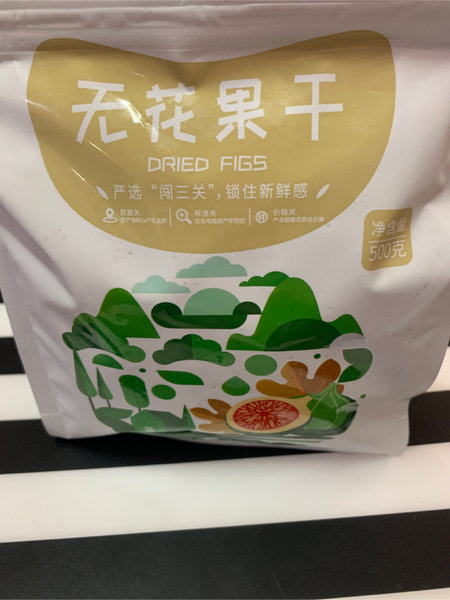 无花果干
DRIED FIGS
严选“闯三关”,锁住新鲜感
资源关
标准关
价格关
净含量
500克